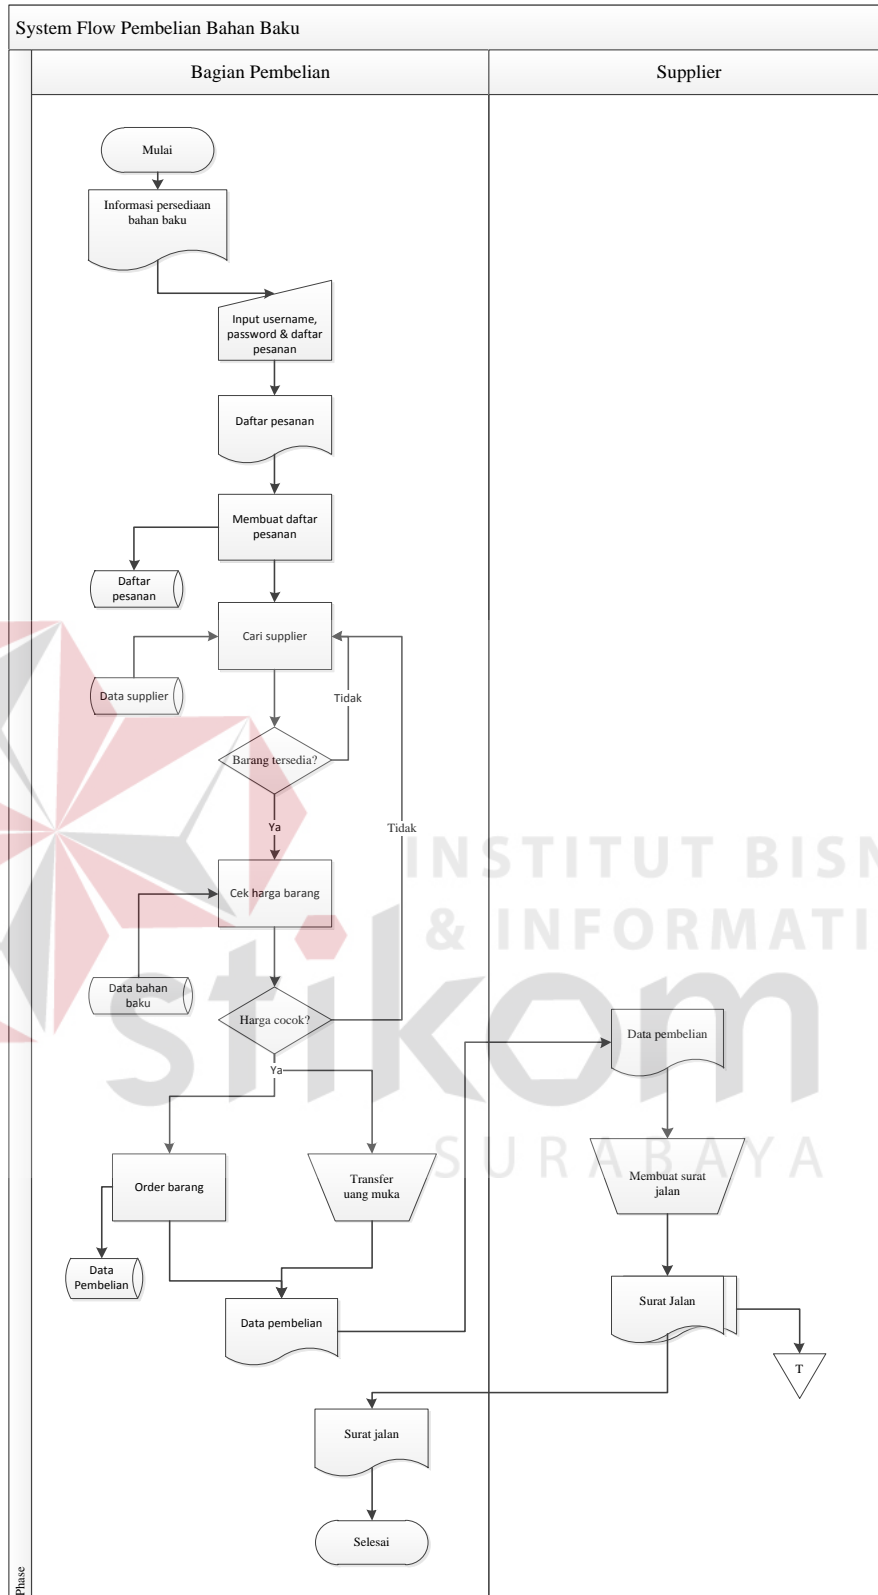 System Flow Pembelian Bahan Baku
Bagian Pembelian
Supplier
Mulai
Informasi persediaan
bahan baku
Input username,
password & daftar
pesanan
Daftar pesanan
Membuat daftar
pesanan
Daftar
pesanan
Cari supplier
Data supplier
Tidak
Barang tersedia?
Ya
Tidak
INSTITUT BISN
Cek harga barang
& INFORMATI
stikom
Data bahan
baku
Harga cocok?
Data pembelian
Ya
SURABAYA
Order barang
Transfer
uang muka
Membuat surat
jalan
Data
Pembelian
Data pembelian
Surat Jalan
T
Surat jalan
Selesai
Phase